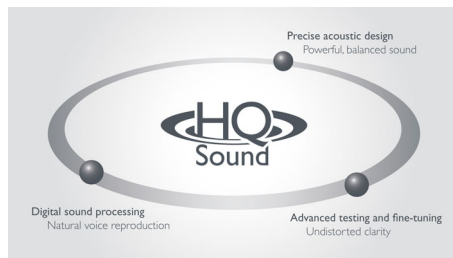 Precise acoustic design
Powerful, balanced sound
HQ
Sound
Digital sound processing
Natural voice reproduction
Advanced testing and fine-tuning
Undistorted clarity